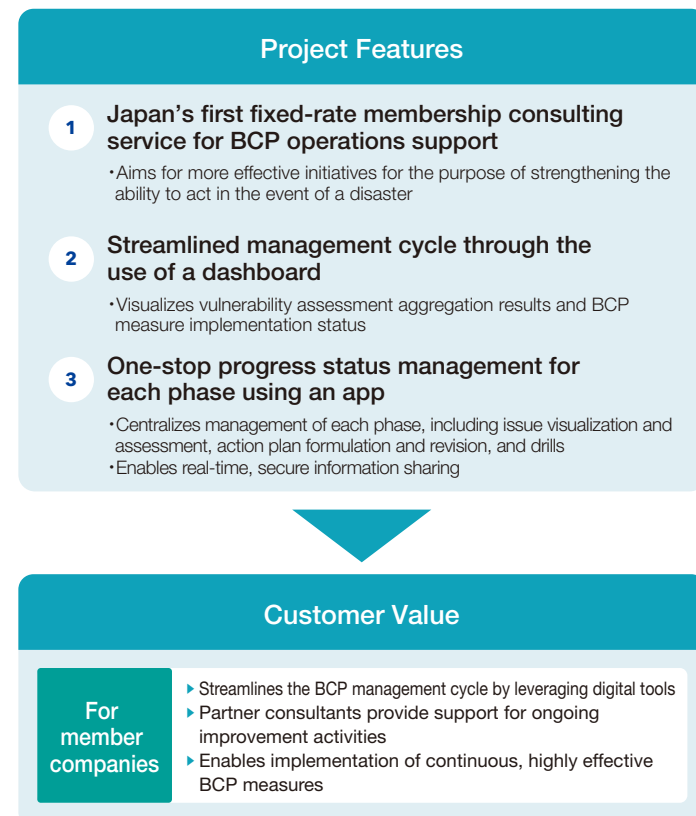 Project Features
1
Japan's first fixed-rate membership consulting
service for BCP operations support
・Aims for more effective initiatives for the purpose of strengthening the
ability to act in the event of a disaster
2
Streamlined management cycle through the
use of a dashboard
・Visualizes vulnerability assessment aggregation results and BCP
measure implementation status
3
One-stop progress status management for
each phase using an app
・Centralizes management of each phase, including issue visualization and
assessment, action plan formulation and revision, and drills
・Enables real-time, secure information sharing
Customer Value
For
member
companies
Streamlines the BCP management cycle by leveraging digital tools
Partner consultants provide support for ongoing
improvement activities
Enables implementation of continuous, highly effective
BCP measures